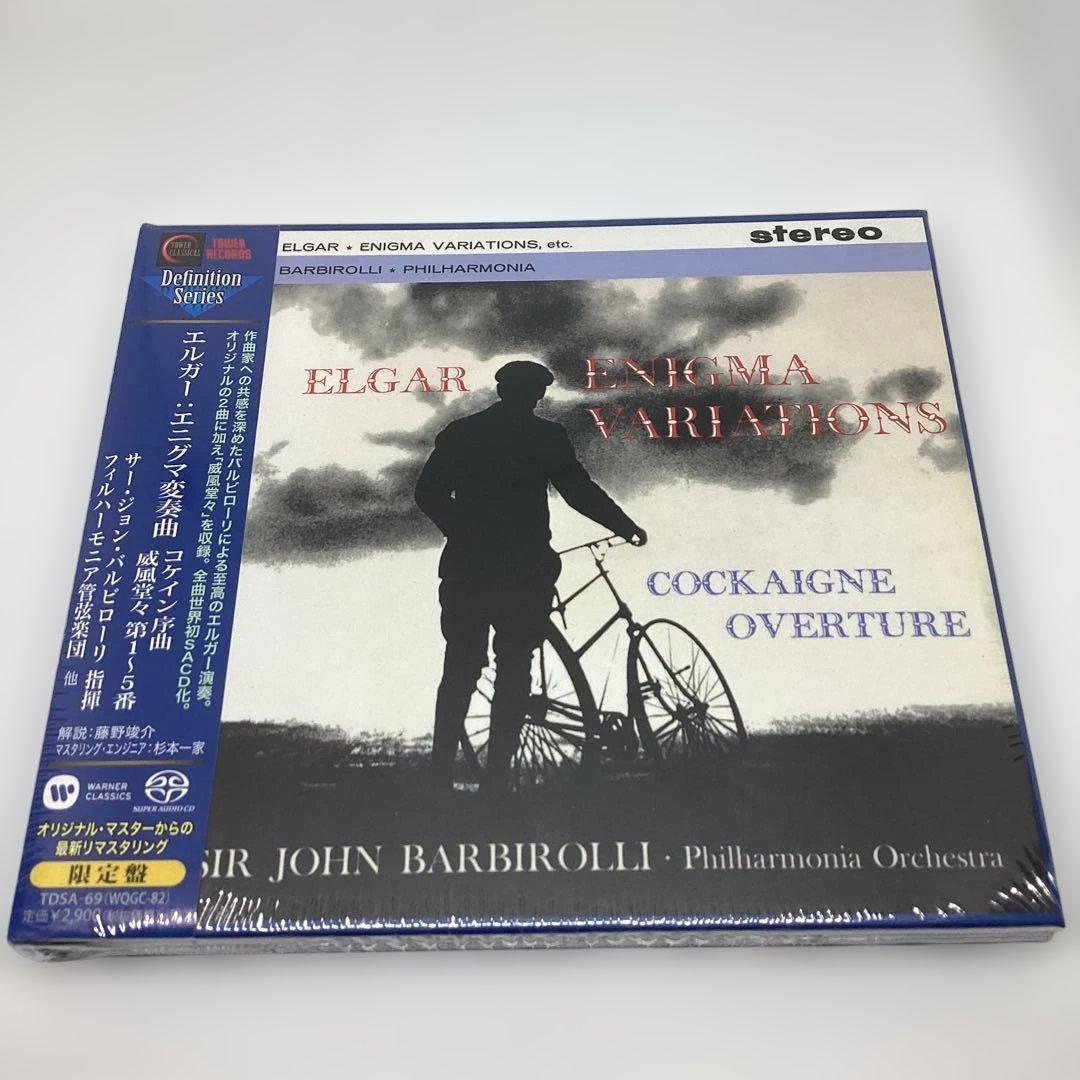 TOWER
CLASSICAL
TOWER
RECORDS
Definition
Series
作曲家への共感を深めたバルビローリによる至高のエルガー演奏。
オリジナルの2曲に加え「威風堂々」を収録。全曲世界初SACD化。
エルガー：エニグマ変奏曲
コケイン序曲
威風堂々 第1〜5番
サー・ジョン・バルビローリ 指揮
フィルハーモニア管弦楽団 他
解説：藤野竣介
マスタリング・エンジニア：杉本一家
WARNER
CLASSICS
SUPER AUDIO CD
オリジナル・マスターからの
最新リマスタリング
限定盤
TDSA-69(WQGC-82)
定価¥2,900
ELGAR ★ ENIGMA VARIATIONS, etc.
stereo
BARBIROLLI ★ PHILHARMONIA
ELGAR
ENIGMA
VARIATIONS
COCKAIGNE
OVERTURE
SIR JOHN BARBIROLLI · Philharmonia Orchestra